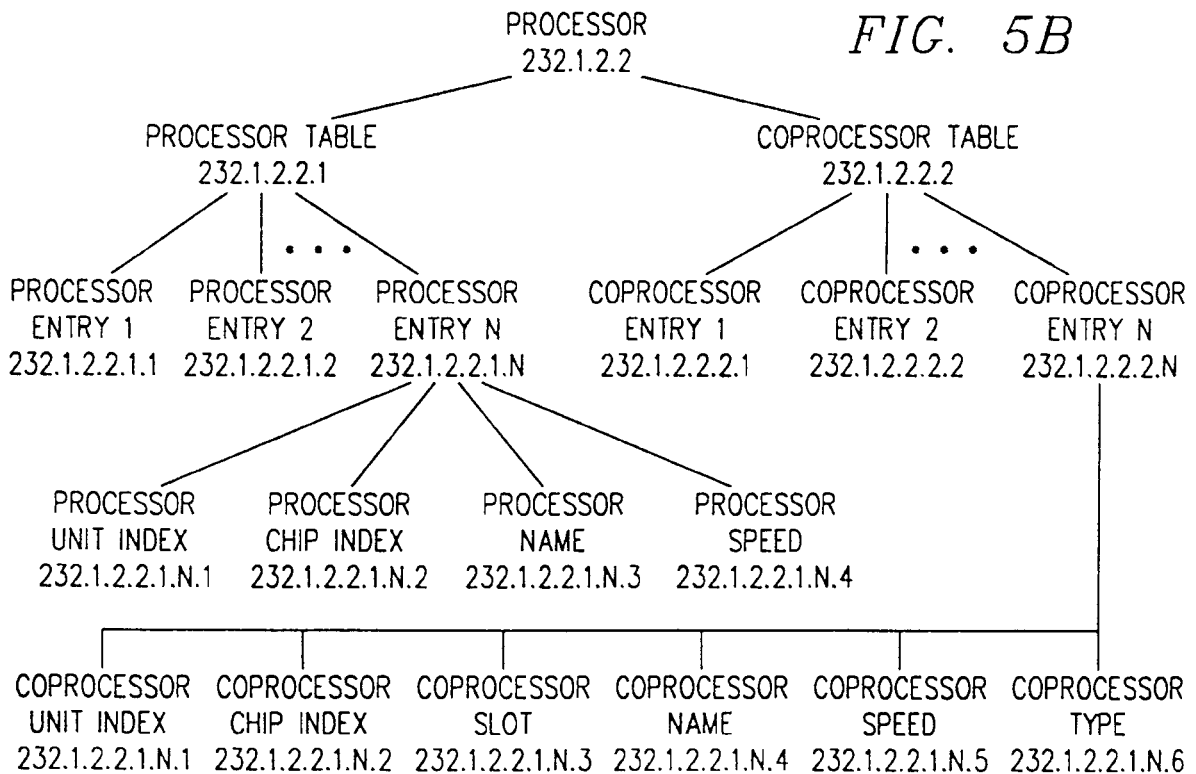 FIG. 5B
PROCESSOR
232.1.2.2
PROCESSOR TABLE
232.1.2.2.1
COPROCESSOR TABLE
232.1.2.2.2
PROCESSOR
ENTRY 1
232.1.2.2.1.1
PROCESSOR
ENTRY 2
232.1.2.2.1.2
PROCESSOR
ENTRY N
232.1.2.2.1.N
COPROCESSOR
ENTRY 1
232.1.2.2.2.1
COPROCESSOR
ENTRY 2
232.1.2.2.2.2
COPROCESSOR
ENTRY N
232.1.2.2.2.N
PROCESSOR
UNIT INDEX
232.1.2.2.1.N.1
PROCESSOR
CHIP INDEX
232.1.2.2.1.N.2
PROCESSOR
NAME
232.1.2.2.1.N.3
PROCESSOR
SPEED
232.1.2.2.1.N.4
COPROCESSOR
UNIT INDEX
232.1.2.2.1.N.1
COPROCESSOR
CHIP INDEX
232.1.2.2.1.N.2
COPROCESSOR
SLOT
232.1.2.2.1.N.3
COPROCESSOR
NAME
232.1.2.2.1.N.4
COPROCESSOR
SPEED
232.1.2.2.1.N.5
COPROCESSOR
TYPE
232.1.2.2.1.N.6